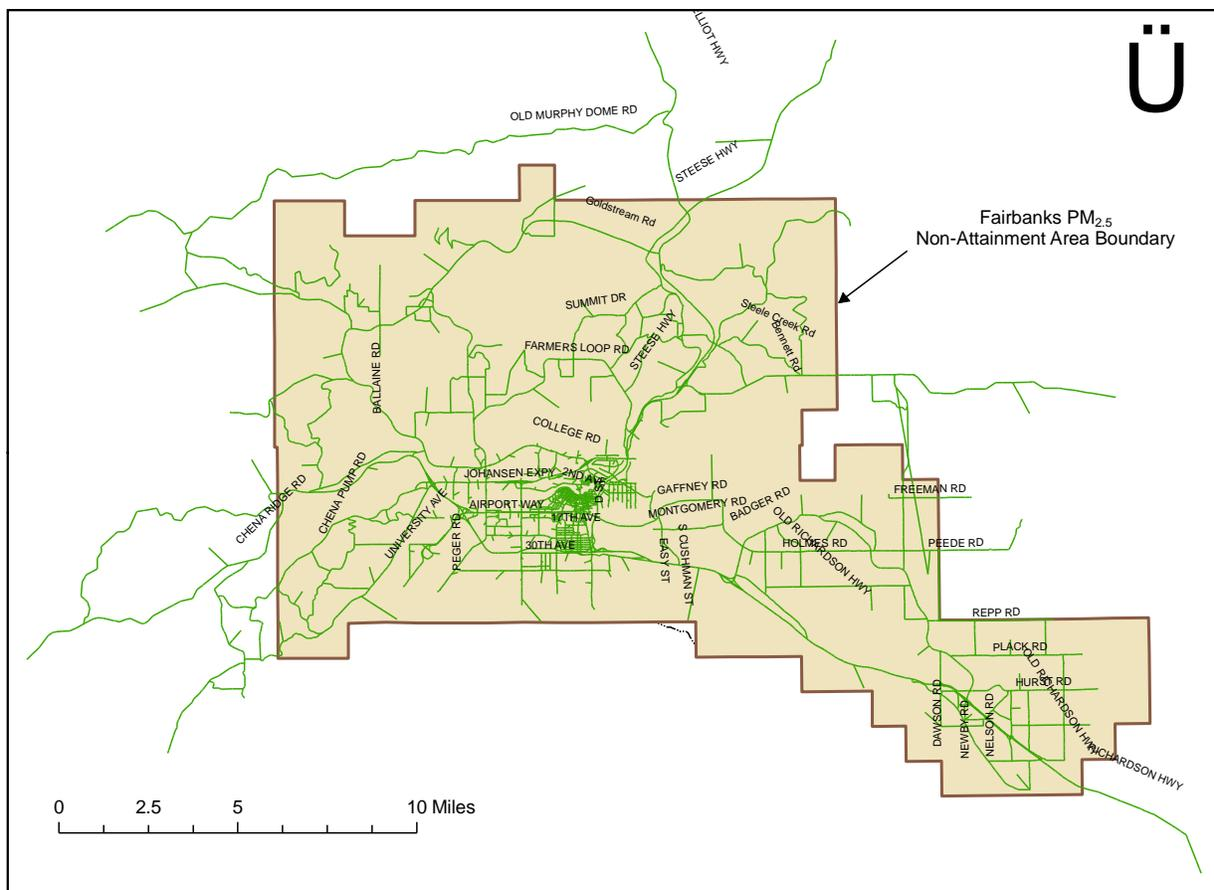 ELLIOT HWY
Ü
OLD MURPHY DOME RD
STEESE HWY
Goldstream Rd
Fairbanks PM2.5
Non-Attainment Area Boundary
SUMMIT DR
Steele Creek Rd
STEESE HWY
Bennett Rd
FARMERS LOOP RD
BALLAINE RD
COLLEGE RD
JOHANSEN EXPY
2ND AVE
CHENA RIDGE RD
CHENA PUMP RD
UNIVERSITY AVE
AIRPORT WAY
17TH AVE
GAFFNEY RD
MONTGOMERY RD
BADGER RD
FREEMAN RD
PEGER RD
30TH AVE
EASY ST
S CUSHMAN ST
OLD RICHARDSON HWY
HOLMES RD
PEEDE RD
REPP RD
PLACK RD
OLD RICHARDSON HWY
HURST RD
DAWSON RD
NEWBY RD
NELSON RD
RICHARDSON HWY
0 2.5 5 10 Miles